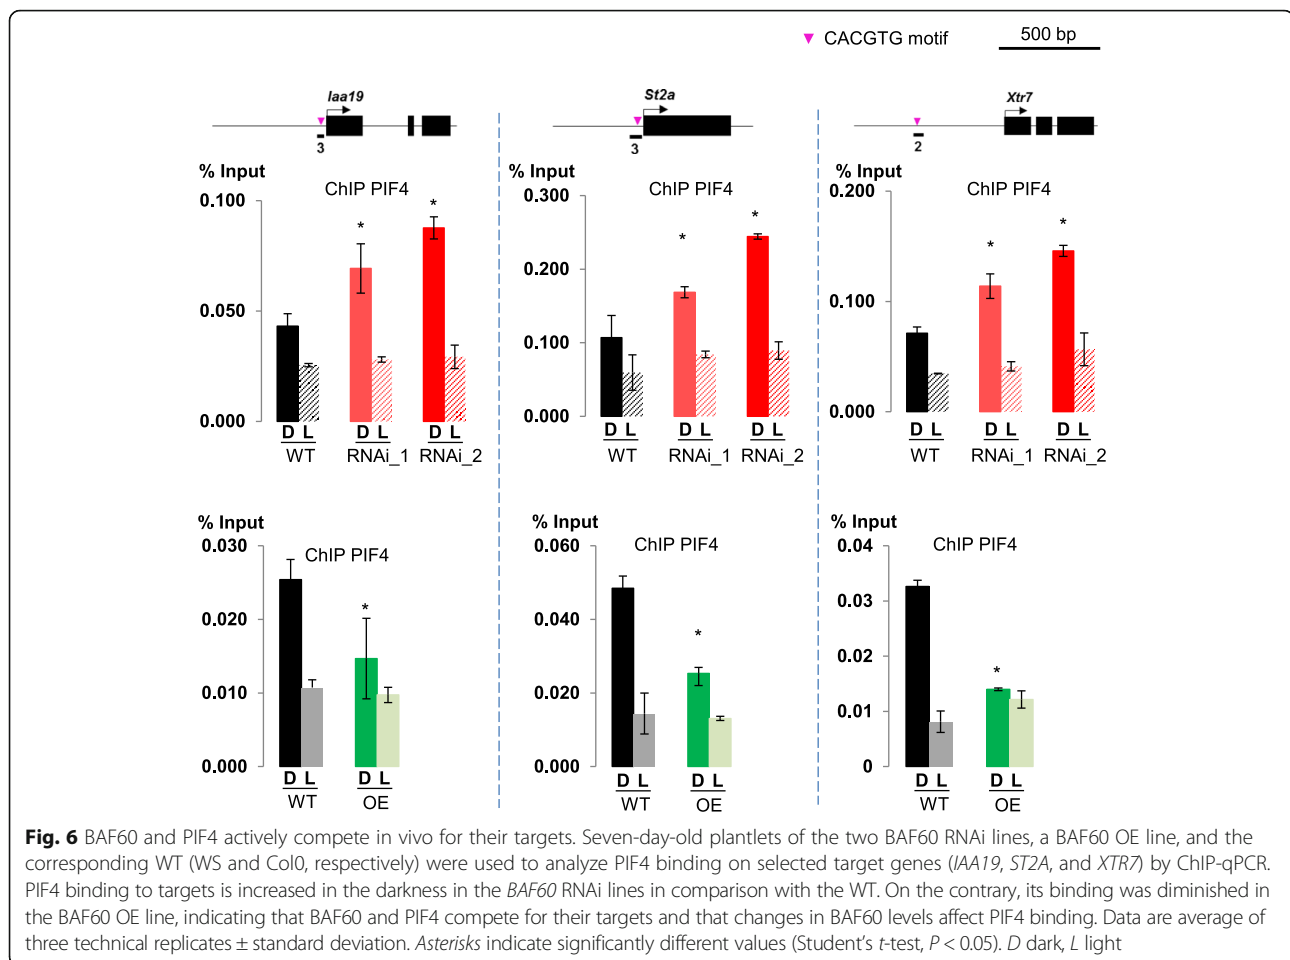 ▼ CACGTG motif
500 bp
Iaa19
3
St2a
3
Xtr7
2
% Input
ChIP PIF4
0.100
0.050
0.000
* *
D L D L D L
WT RNAi_1 RNAi_2
% Input
ChIP PIF4
0.300
0.200
0.100
0.000
* *
D L D L D L
WT RNAi_1 RNAi_2
% Input
ChIP PIF4
0.200
0.100
0.000
* *
D L D L D L
WT RNAi_1 RNAi_2
% Input
ChIP PIF4
0.030
0.020
0.010
0.000
*
D L D L
WT OE
% Input
ChIP PIF4
0.060
0.040
0.020
0.000
*
D L D L
WT OE
% Input
ChIP PIF4
0.04
0.03
0.02
0.01
0
*
D L D L
WT OE
Fig. 6 BAF60 and PIF4 actively compete in vivo for their targets. Seven-day-old plantlets of the two BAF60 RNAi lines, a BAF60 OE line, and the
corresponding WT (WS and Col0, respectively) were used to analyze PIF4 binding on selected target genes (IAA19, ST2A, and XTR7) by ChIP-qPCR.
PIF4 binding to targets is increased in the darkness in the BAF60 RNAi lines in comparison with the WT. On the contrary, its binding was diminished in
the BAF60 OE line, indicating that BAF60 and PIF4 compete for their targets and that changes in BAF60 levels affect PIF4 binding. Data are average of
three technical replicates ± standard deviation. Asterisks indicate significantly different values (Student's t-test, P < 0.05). D dark, L light